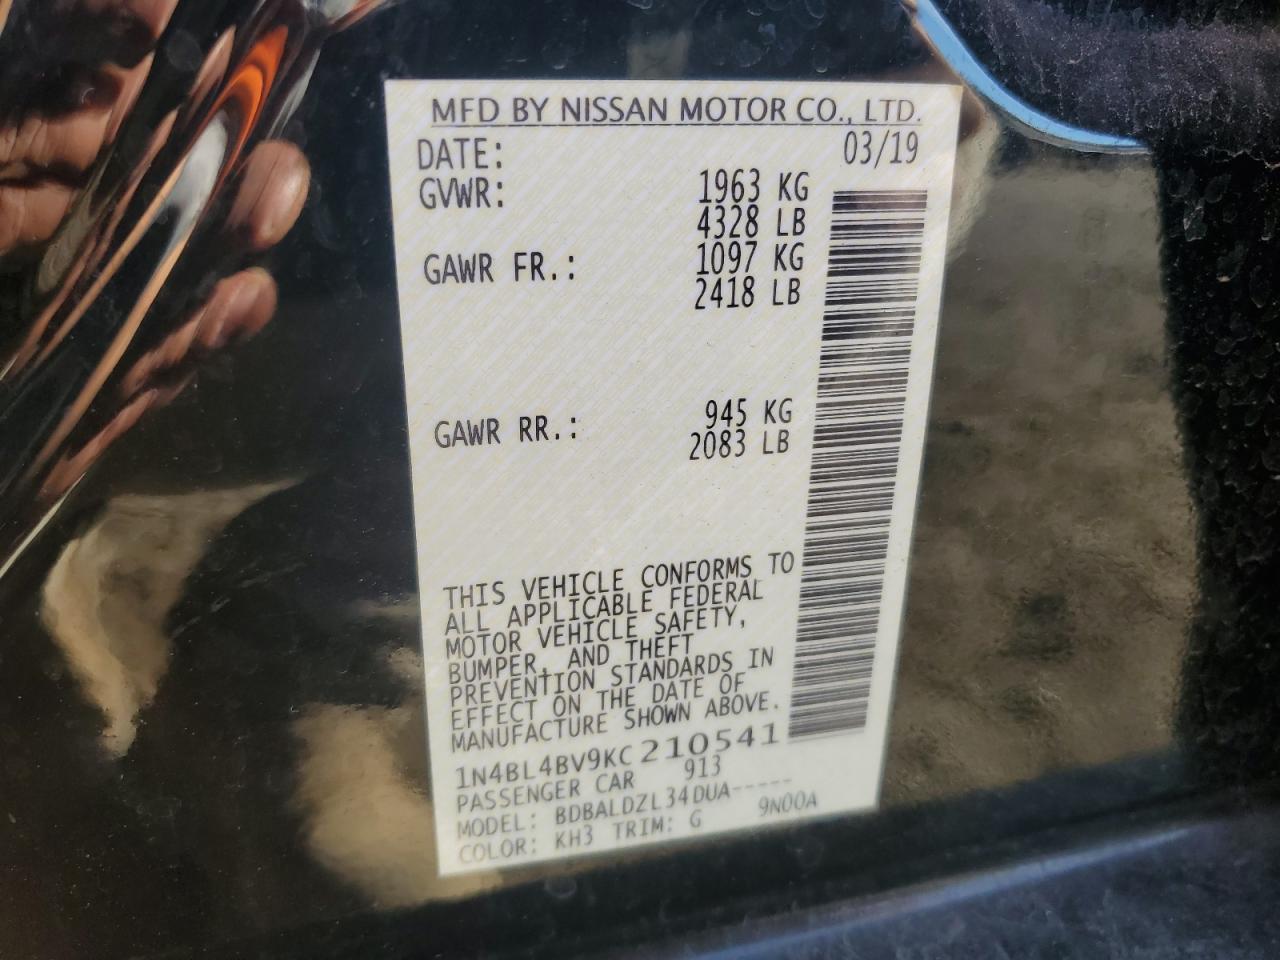 MFD BY NISSAN MOTOR CO., LTD.
DATE: 03/19
GVWR: 1963 KG
4328 LB
GAWR FR.: 1097 KG
2418 LB
GAWR RR.: 945 KG
2083 LB
THIS VEHICLE CONFORMS TO
ALL APPLICABLE FEDERAL
MOTOR VEHICLE SAFETY,
BUMPER, AND THEFT
PREVENTION STANDARDS IN
EFFECT ON THE DATE OF
MANUFACTURE SHOWN ABOVE.
1N4BL4BV9KC210541
PASSENGER CAR 913
MODEL: BDBALDZL34DUA-----
COLOR: KH3 TRIM: G 9N00A